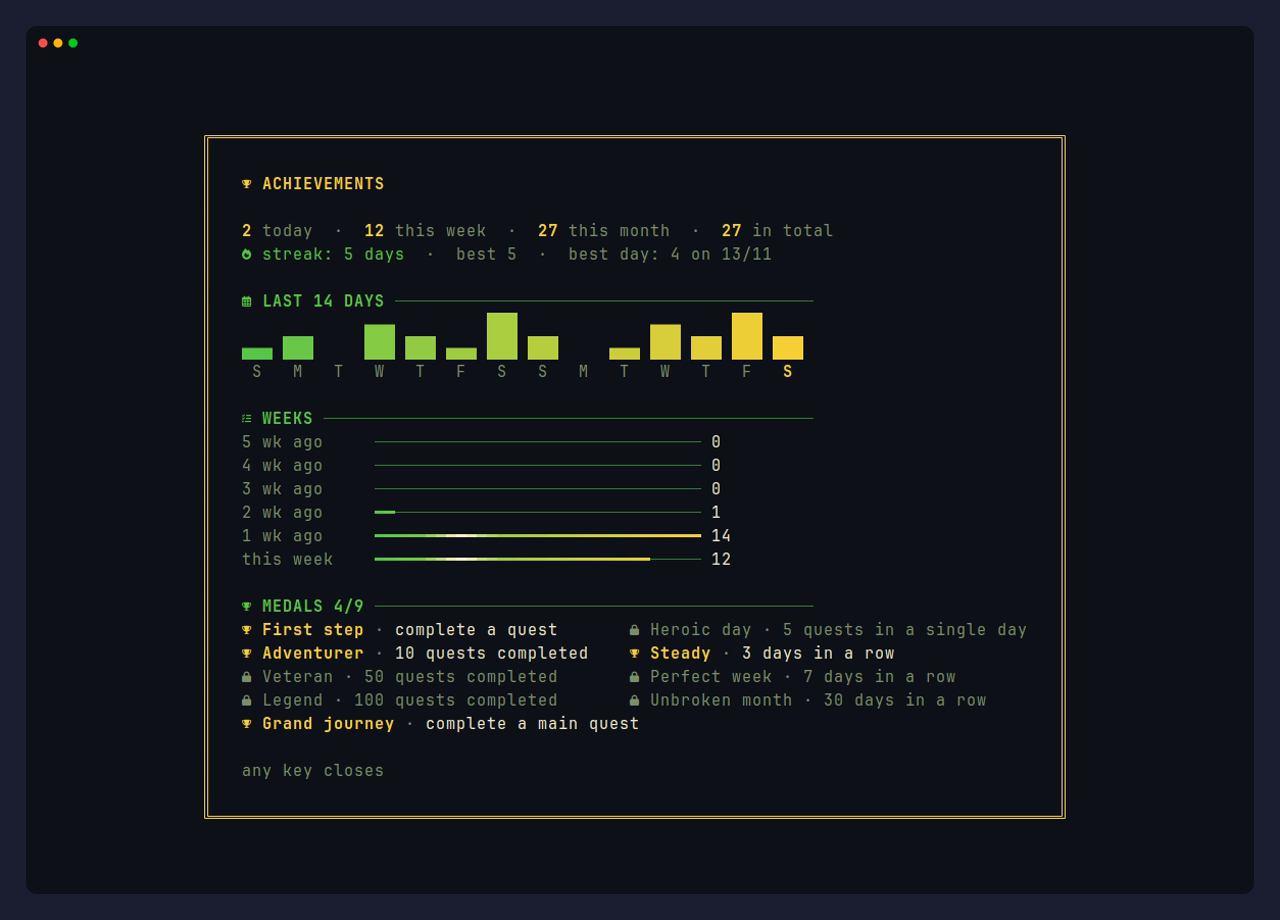 ACHIEVEMENTS
2 today · 12 this week · 27 this month · 27 in total
streak: 5 days · best 5 · best day: 4 on 13/11
LAST 14 DAYS
S M T W T F S S M T W T F S
WEEKS
5 wk ago 0
4 wk ago 0
3 wk ago 0
2 wk ago 1
1 wk ago 14
this week 12
MEDALS 4/9
First step · complete a quest Heroic day · 5 quests in a single day
Adventurer · 10 quests completed Steady · 3 days in a row
Veteran · 50 quests completed Perfect week · 7 days in a row
Legend · 100 quests completed Unbroken month · 30 days in a row
Grand journey · complete a main quest
any key closes